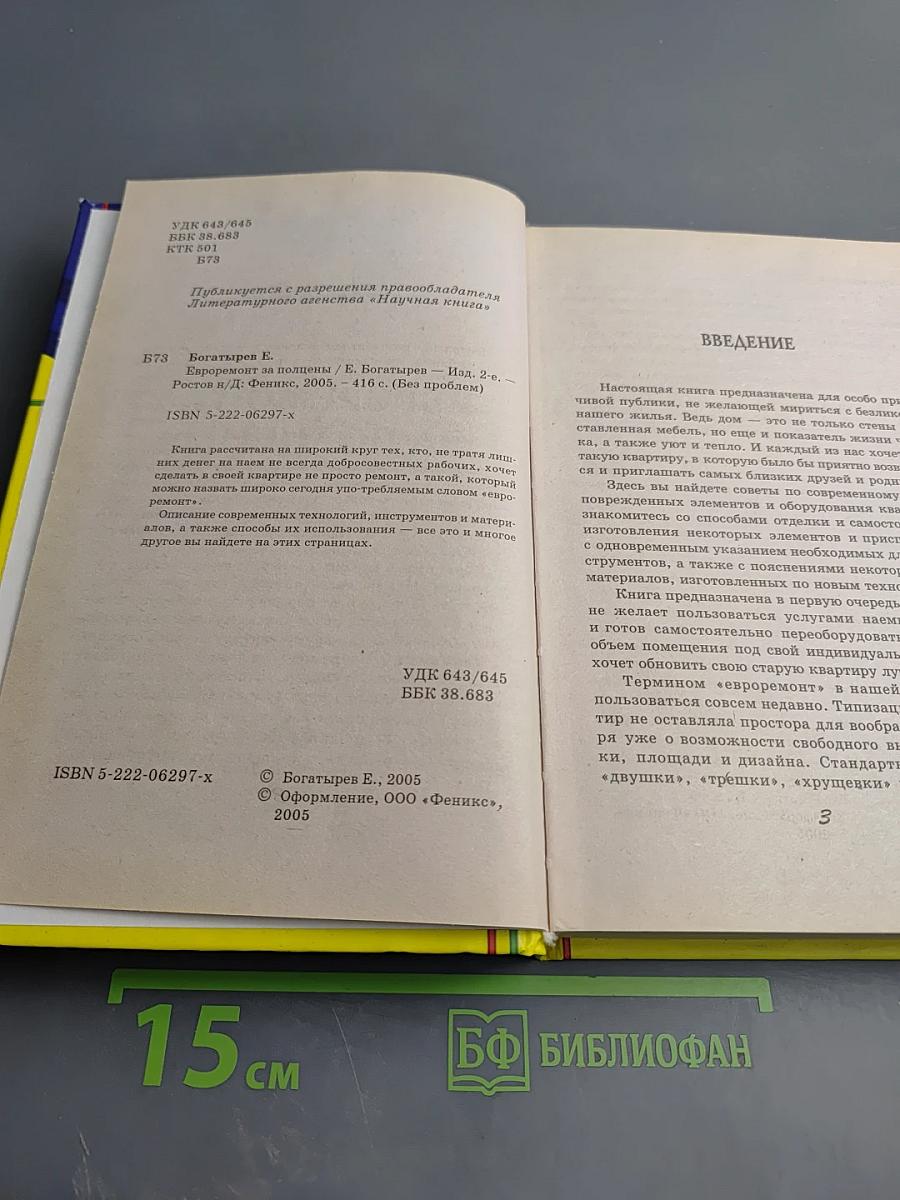 УДК 643/645
ББК 38.683
КТК 501
Б73
Публикуется с разрешения правообладателя
Литературного агенства «Научная книга»
Б73 Богатырев Е.
Евроремонт за полцены / Е. Богатырев — Изд. 2-е. —
Ростов н/Д: Феникс, 2005. – 416 с. (Без проблем)
ISBN 5-222-06297-х
Книга рассчитана на широкий круг тех, кто, не тратя лиш-
них денег на наем не всегда добросовестных рабочих, хочет
сделать в своей квартире не просто ремонт, а такой, который
можно назвать широко сегодня упо-требляемым словом «евро-
ремонт».
Описание современных технологий, инструментов и матери-
алов, а также способы их использования — все это и многое
другое вы найдете на этих страницах.
УДК 643/645
ББК 38.683
ISBN 5-222-06297-х
© Богатырев Е., 2005
© Оформление, ООО «Феникс»,
2005
ВВЕДЕНИЕ
Настоящая книга предназначена для особо при
чивой публики, не желающей мириться с безлико
нашего жилья. Ведь дом — это не только стены
ставленная мебель, но еще и показатель жизни ч
ка, а также уют и тепло. И каждый из нас хочет
такую квартиру, в которую было бы приятно возв
ся и приглашать самых близких друзей и родн
Здесь вы найдете советы по современному
поврежденных элементов и оборудования ква
знакомитесь со способами отделки и самосто
изготовления некоторых элементов и присп
с одновременным указанием необходимых дл
струментов, а также с пояснениями некотор
материалов, изготовленных по новым техно
Книга предназначена в первую очередь
не желает пользоваться услугами наемн
и готов самостоятельно переоборудовать
объем помещения под свой индивидуаль
хочет обновить свою старую квартиру лу
Термином «евроремонт» в нашей
пользоваться совсем недавно. Типизац
тир не оставляла простора для вообра
ря уже о возможности свободного вы
ки, площади и дизайна. Стандартн
«двушки», «трешки», «хрущевки»
3
15 см
БФ БИБЛИОФАН